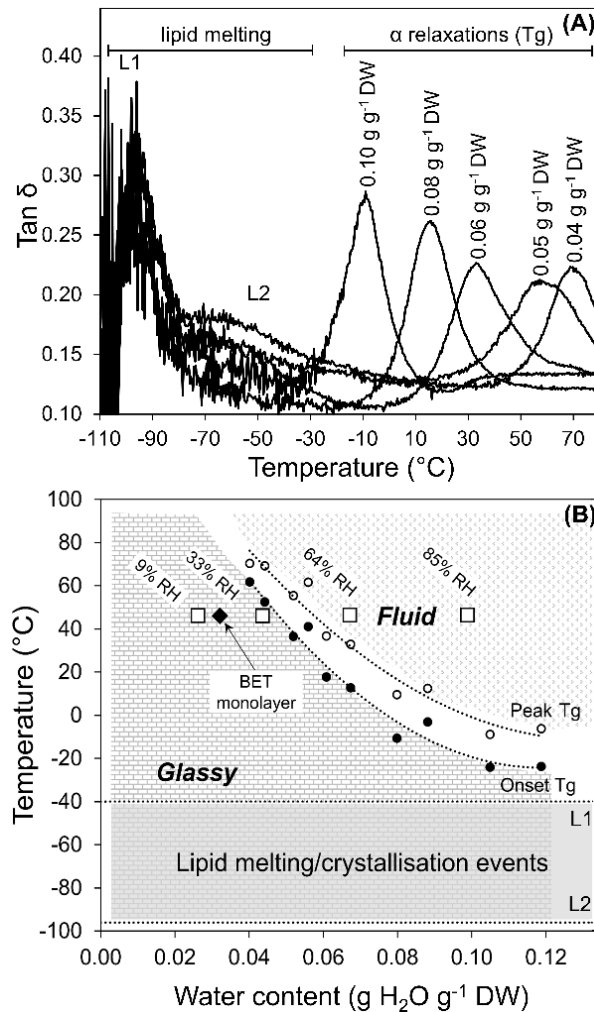 (A)
lipid melting
α relaxations (Tg)
L1
L2
0.10 g g⁻¹ DW
0.08 g g⁻¹ DW
0.06 g g⁻¹ DW
0.05 g g⁻¹ DW
0.04 g g⁻¹ DW
0.40
0.35
0.30
0.25
0.20
0.15
0.10
Tan δ
-110 -90 -70 -50 -30 -10 10 30 50 70
Temperature (°C)
(B)
100
80
60
40
20
0
-20
-40
-60
-80
-100
Temperature (°C)
9% RH
33% RH
64% RH
85% RH
BET
monolayer
Fluid
Glassy
Peak Tg
Onset Tg
L1
Lipid melting/crystallisation events
L2
0.00 0.02 0.04 0.06 0.08 0.10 0.12
Water content (g H₂O g⁻¹ DW)